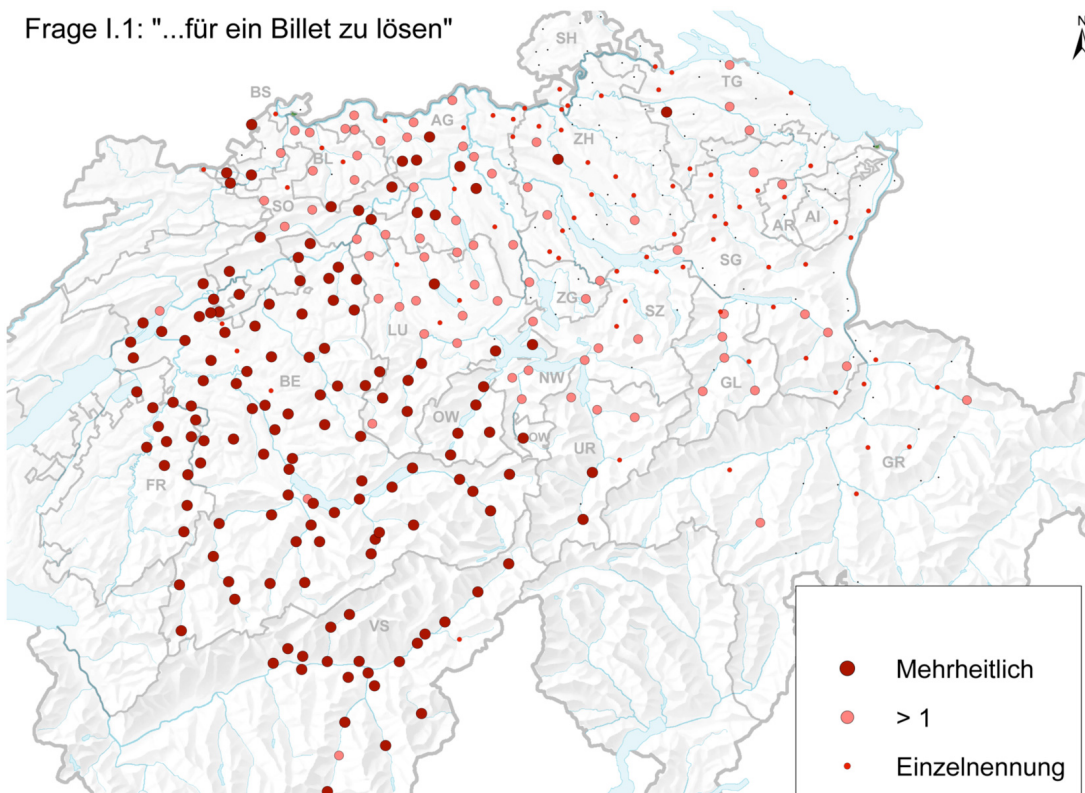 Frage I.1: "...für ein Billet zu lösen"
N
SH
BS
TG
AG
ZH
BL
SO
AR
AI
SG
ZG
LU
SZ
BE
NW
GL
OW
OW
UR
GR
FR
VS
Mehrheitlich
> 1
Einzelnennung